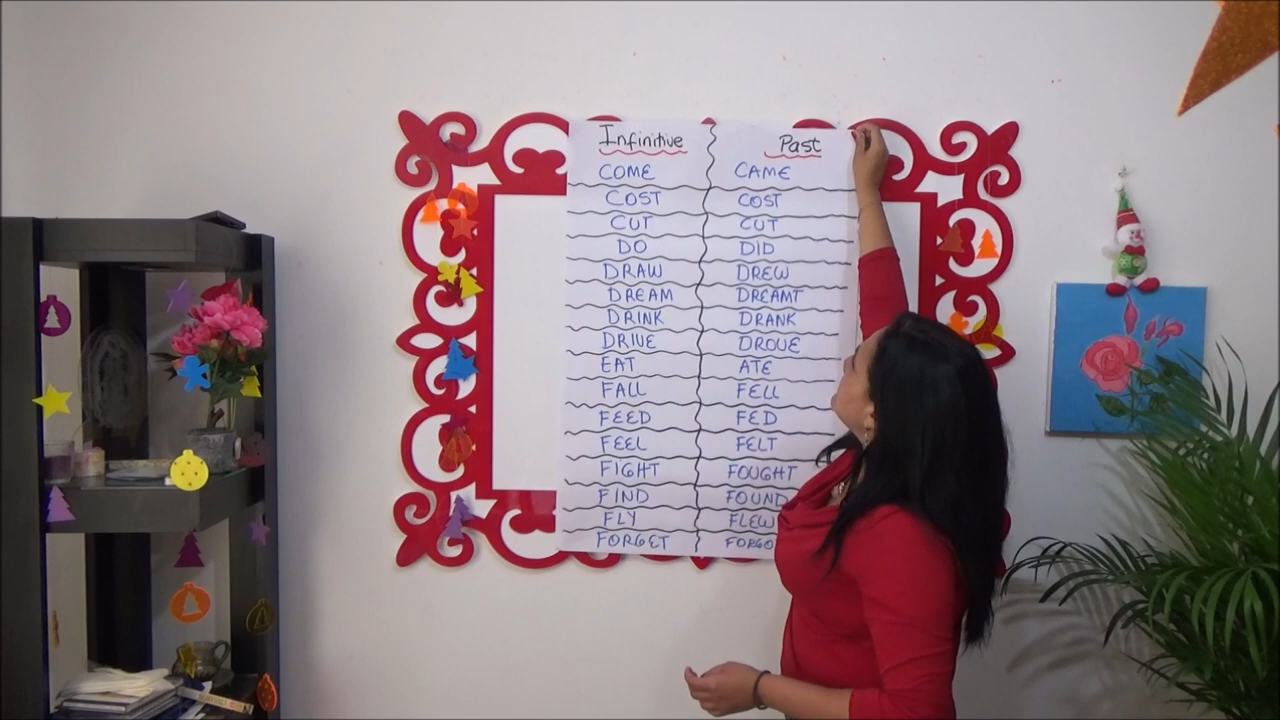 Infinitive Past
COME CAME
COST COST
CUT CUT
DO DID
DRAW DREW
DREAM DREAMT
DRINK DRANK
DRIVE DROVE
EAT ATE
FALL FELL
FEED FED
FEEL FELT
FIGHT FOUGHT
FIND FOUND
FLY FLEW
FORGET FORGO